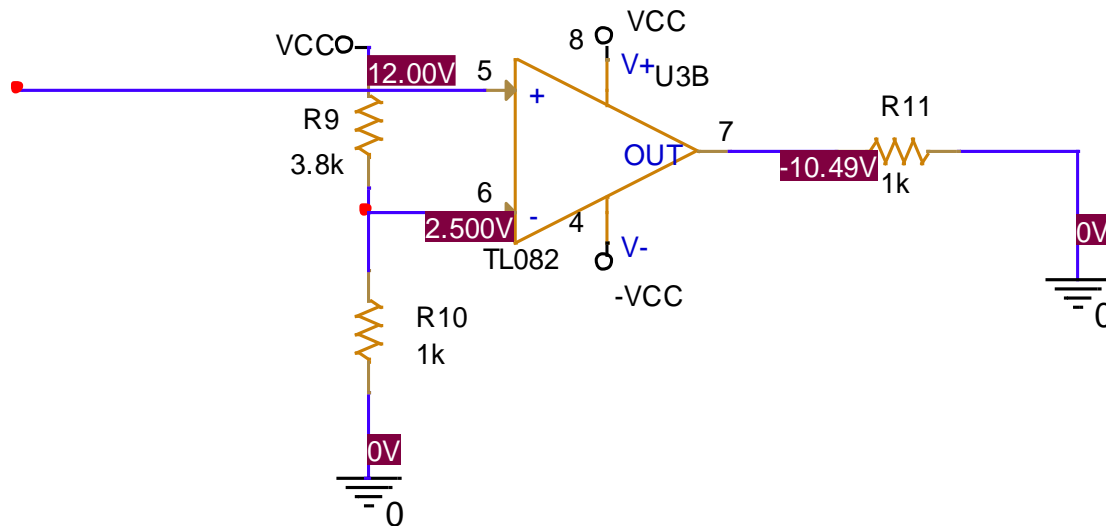 VCC
8
VCC
12.00V
5
V+
U3B
+
R9
3.8k
R11
7
OUT
-10.49V
1k
6
2.500V
-
4
TL082
V-
-VCC
0V
0
R10
1k
0V
0